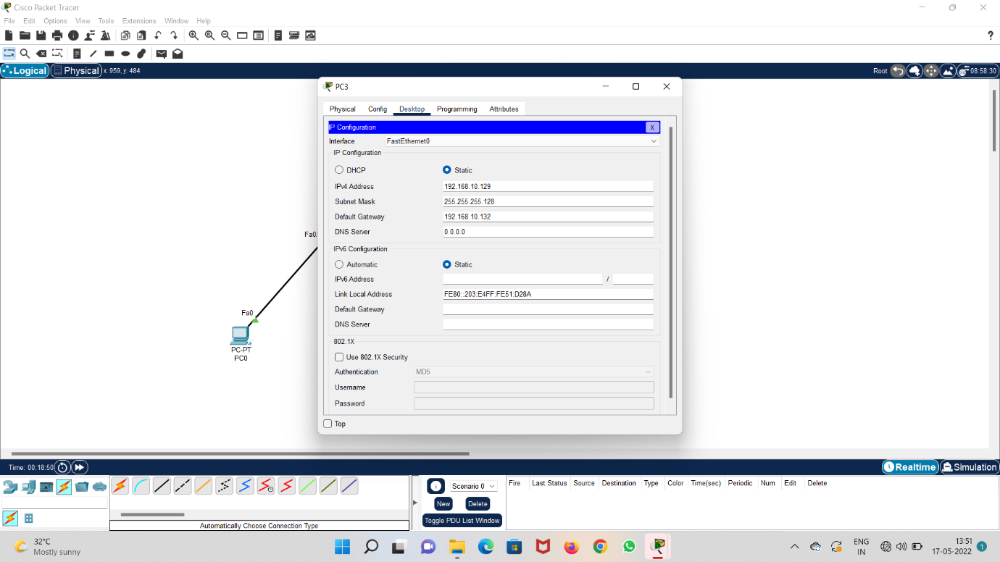 Cisco Packet Tracer
File Edit Options View Tools Extensions Window Help
Logical Physical x: 959, y: 484 Root 08:58:30
PC3
Physical Config Desktop Programming Attributes
IP Configuration X
Interface FastEthernet0
IP Configuration
DHCP Static
IPv4 Address 192.168.10.129
Subnet Mask 255.255.255.128
Default Gateway 192.168.10.132
DNS Server 0.0.0.0
IPv6 Configuration
Automatic Static
IPv6 Address /
Link Local Address FE80::203:E4FF:FE51:D28A
Default Gateway
DNS Server
802.1X
Use 802.1X Security
Authentication MD5
Username
Password
Top
Fa0
Fa0
PC-PT
PC0
Time: 00:18:50 Realtime Simulation
Scenario 0
New Delete
Toggle PDU List Window
Fire Last Status Source Destination Type Color Time(sec) Periodic Num Edit Delete
Automatically Choose Connection Type
32°C
Mostly sunny
ENG
IN
13:51
17-05-2022
1